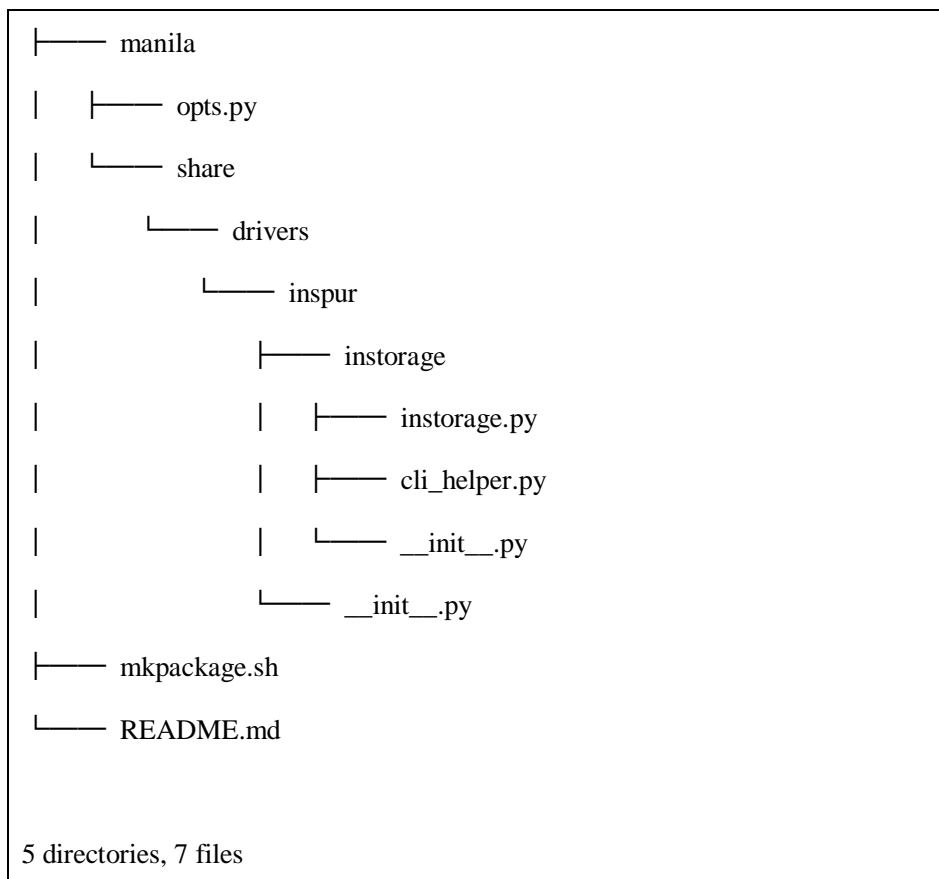 ├── manila
│ ├── opts.py
│ └── share
│ └── drivers
│ └── inspur
│ ├── instorage
│ │ ├── instorage.py
│ │ ├── cli_helper.py
│ │ └── __init__.py
│ └── __init__.py
├── mkpackage.sh
└── README.md
5 directories, 7 files